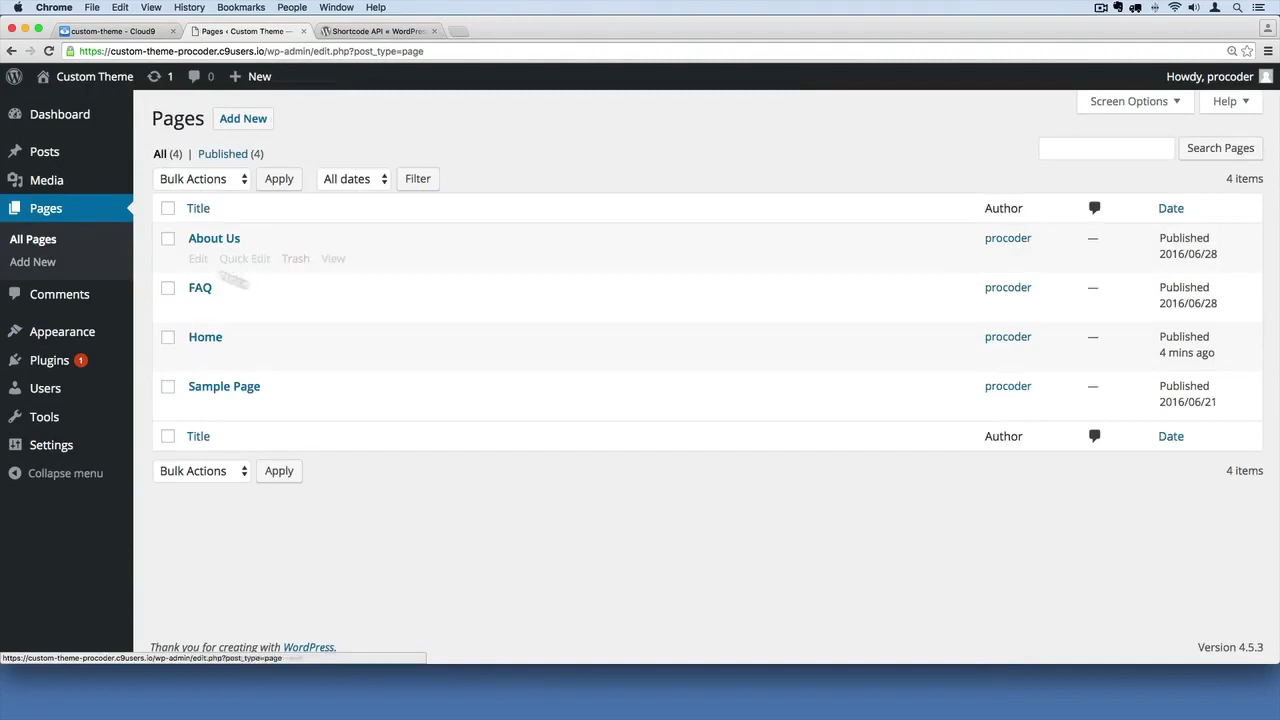 Chrome File Edit View History Bookmarks People Window Help
custom-theme - Cloud9 × Pages ‹ Custom Theme — × Shortcode API « WordPres ×
https://custom-theme-procoder.c9users.io/wp-admin/edit.php?post_type=page
Custom Theme 1 0 + New Howdy, procoder
Dashboard
Posts
Media
Pages
All Pages
Add New
Comments
Appearance
Plugins 1
Users
Tools
Settings
Collapse menu
Screen Options Help
Pages Add New
All (4) | Published (4)
Search Pages
Bulk Actions Apply All dates Filter 4 items
Title Author Date
About Us procoder — Published
2016/06/28
Edit Quick Edit Trash View
FAQ procoder — Published
2016/06/28
Home procoder — Published
4 mins ago
Sample Page procoder — Published
2016/06/21
Title Author Date
Bulk Actions Apply 4 items
Thank you for creating with WordPress. Version 4.5.3
https://custom-theme-procoder.c9users.io/wp-admin/edit.php?post_type=page